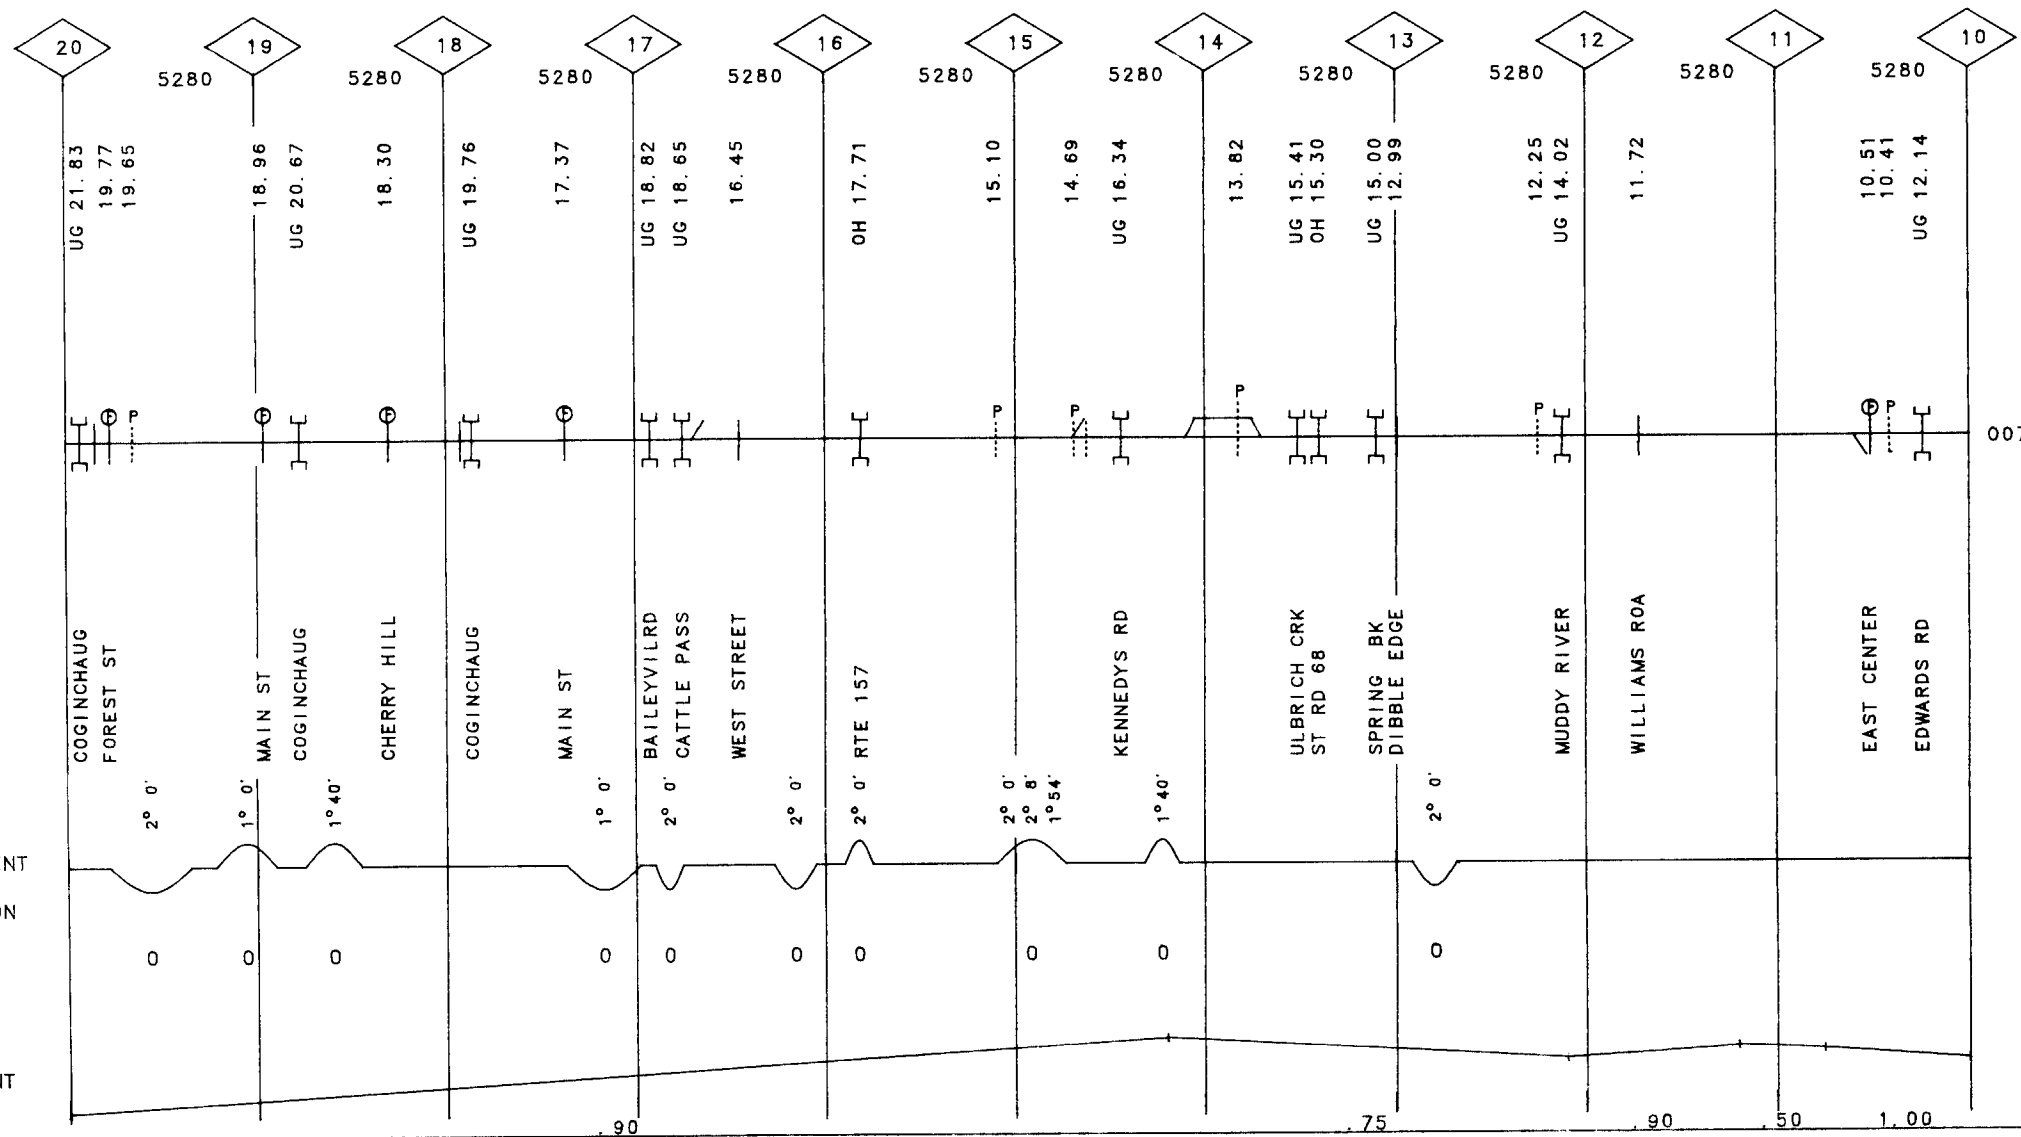 20 19 18 17 16 15 14 13 12 11 10
5280 5280 5280 5280 5280 5280 5280 5280 5280 5280
UG 21.83
19.77
19.65
18.96
UG 20.67
18.30
UG 19.76
17.37
UG 18.82
UG 18.65
16.45
OH 17.71
15.10
14.69
UG 16.34
13.82
UG 15.41
OH 15.30
UG 15.00
12.99
12.25
UG 14.02
11.72
10.51
10.41
UG 12.14
F P F F F P P P P F P
007
COGINCHAUG
FOREST ST
MAIN ST
COGINCHAUG
CHERRY HILL
COGINCHAUG
MAIN ST
BAILEYVILRD
CATTLE PASS
WEST STREET
RTE 157
KENNEDYS RD
ULBRICH CRK
ST RD 68
SPRING BK
DIBBLE EDGE
MUDDY RIVER
WILLIAMS ROA
EAST CENTER
EDWARDS RD
2° 0'
1° 0'
1°40'
1° 0'
2° 0'
2° 0'
2° 0'
2° 0'
2° 8'
1°54'
1°40'
2° 0'
NT
ON
0 0 0 0 0 0 0 0 0 0
NT
.90 .75 .90 .50 1.00